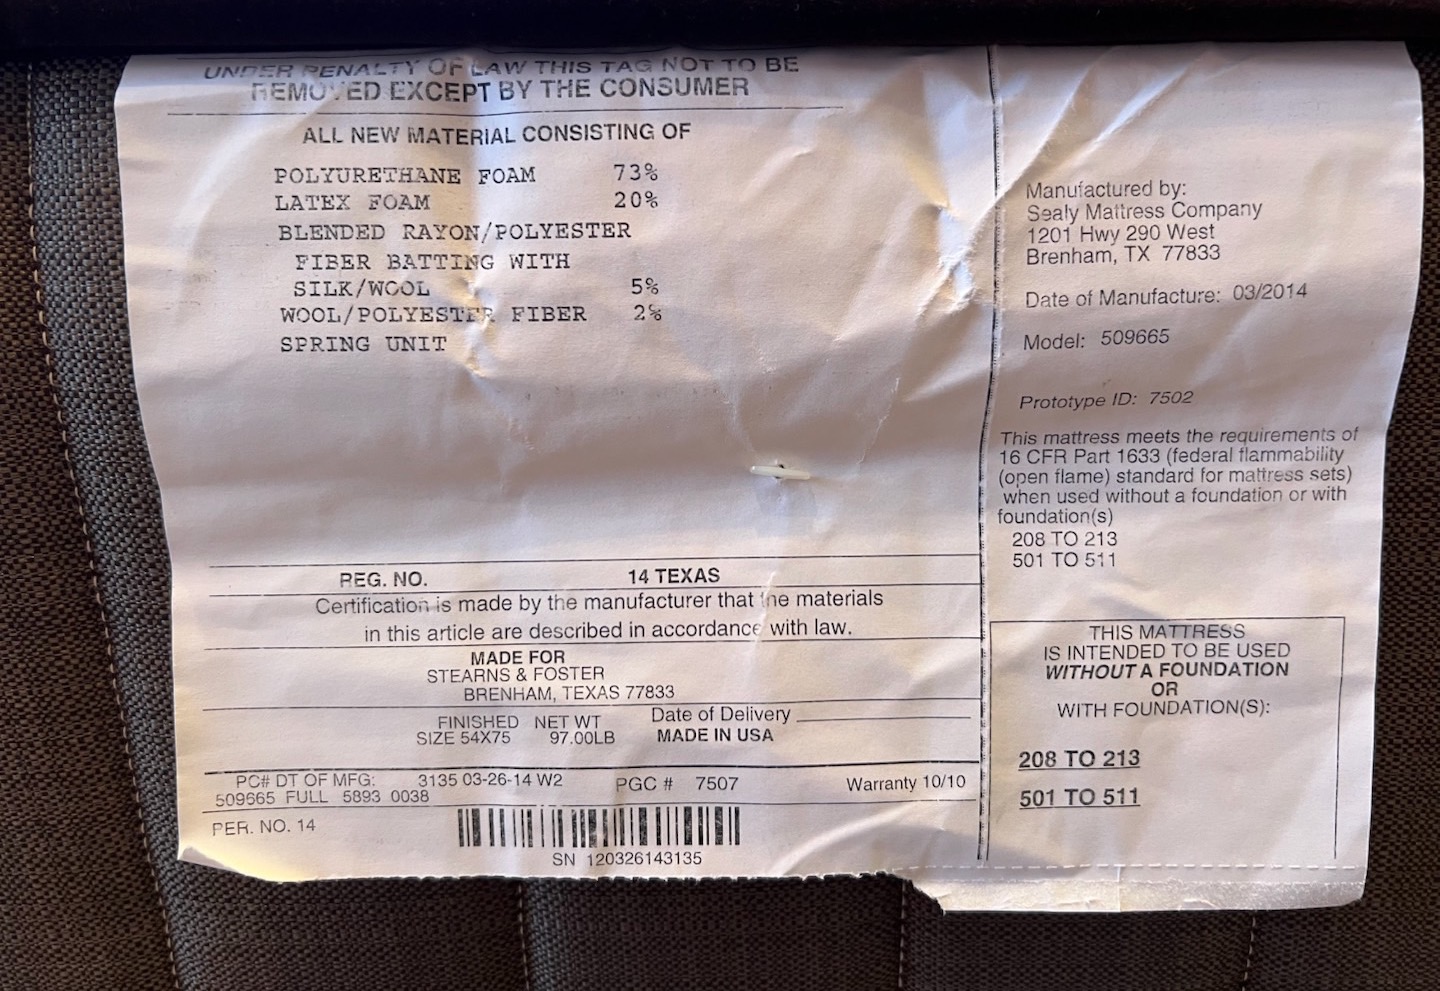 UNDER PENALTY OF LAW THIS TAG NOT TO BE
REMOVED EXCEPT BY THE CONSUMER
ALL NEW MATERIAL CONSISTING OF
POLYURETHANE FOAM 73%
LATEX FOAM 20%
BLENDED RAYON/POLYESTER
FIBER BATTING WITH
SILK/WOOL 5%
WOOL/POLYESTER FIBER 2%
SPRING UNIT
REG. NO. 14 TEXAS
Certification is made by the manufacturer that the materials
in this article are described in accordance with law.
MADE FOR
STEARNS & FOSTER
BRENHAM, TEXAS 77833
FINISHED NET WT Date of Delivery
SIZE 54X75 97.00LB MADE IN USA
PC# DT OF MFG: 3135 03-26-14 W2 PGC # 7507 Warranty 10/10
509665 FULL 5893 0038
PER. NO. 14
SN 120326143135
Manufactured by:
Sealy Mattress Company
1201 Hwy 290 West
Brenham, TX 77833
Date of Manufacture: 03/2014
Model: 509665
Prototype ID: 7502
This mattress meets the requirements of
16 CFR Part 1633 (federal flammability
(open flame) standard for mattress sets)
when used without a foundation or with
foundation(s)
208 TO 213
501 TO 511
THIS MATTRESS
IS INTENDED TO BE USED
WITHOUT A FOUNDATION
OR
WITH FOUNDATION(S):
208 TO 213
501 TO 511